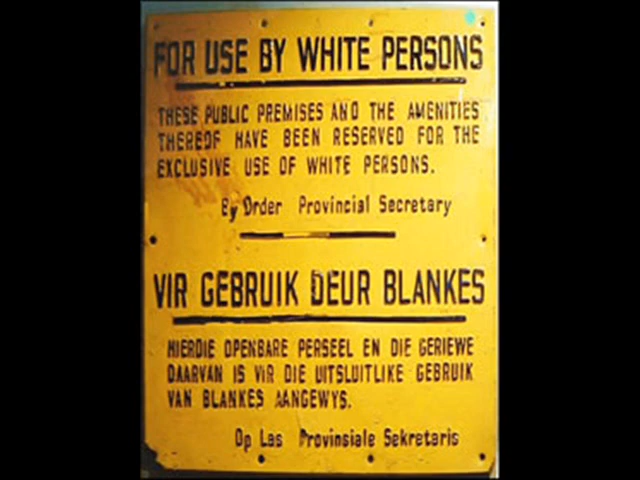 FOR USE BY WHITE PERSONS
THESE PUBLIC PREMISES AND THE AMENITIES
THEREOF HAVE BEEN RESERVED FOR THE
EXCLUSIVE USE OF WHITE PERSONS.
By Order Provincial Secretary
VIR GEBRUIK DEUR BLANKES
HIERDIE OPENBARE PERSEEL EN DIE GERIEWE
DAARVAN IS VIR DIE UITSLUITLIKE GEBRUIK
VAN BLANKES AANGEWYS.
Op Las Provinsiale Sekretaris